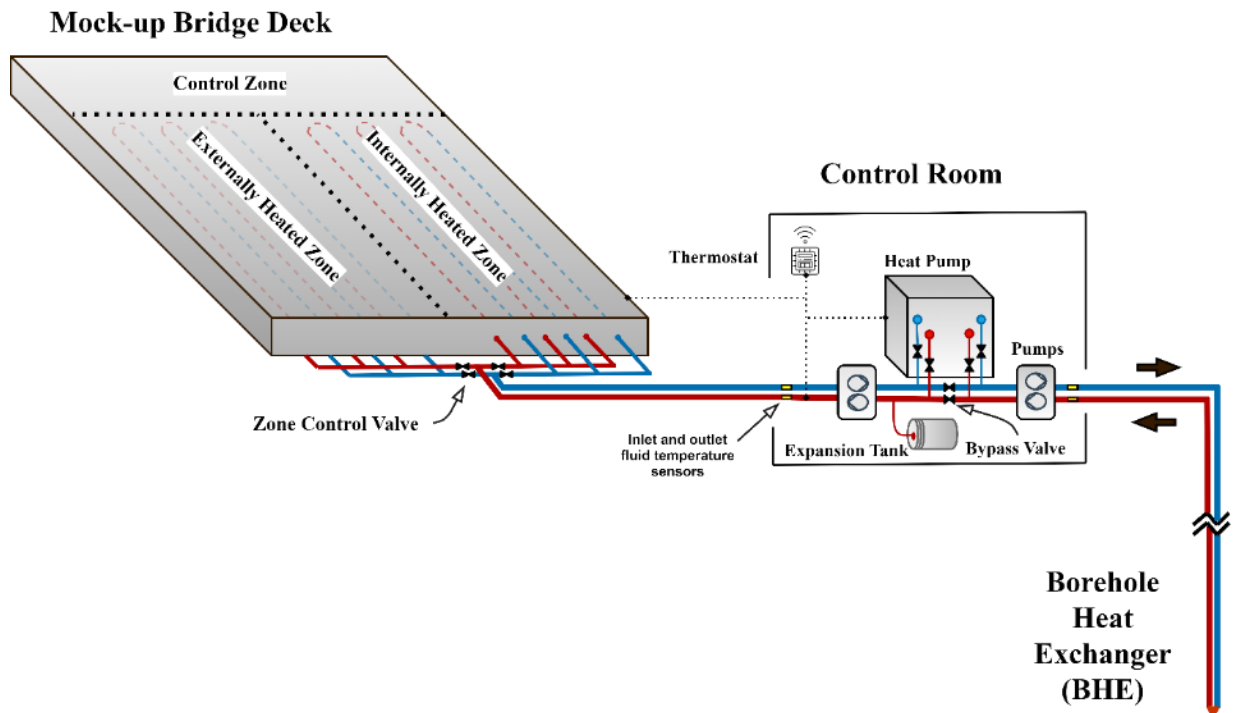 Mock-up Bridge Deck
Control Zone
Externally Heated Zone
Internally Heated Zone
Control Room
Thermostat
Heat Pump
Pumps
Zone Control Valve
Inlet and outlet
fluid temperature
sensors
Expansion Tank
Bypass Valve
Borehole
Heat
Exchanger
(BHE)